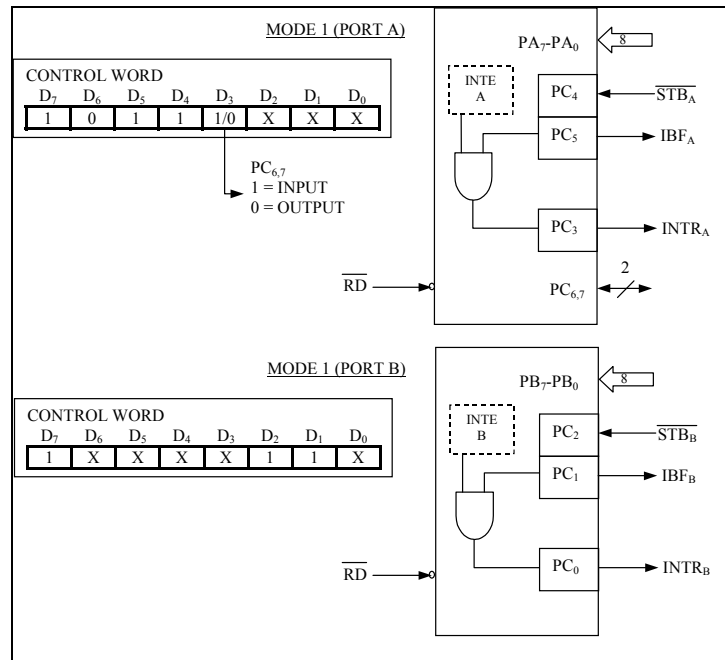 MODE 1 (PORT A)
CONTROL WORD
D7 D6 D5 D4 D3 D2 D1 D0
1 0 1 1 1/0 X X X
PC6,7
1 = INPUT
0 = OUTPUT
PA7-PA0
8
INTE
A
PC4
STBA
PC5
IBFA
PC3
INTRA
RD
PC6,7
2
MODE 1 (PORT B)
CONTROL WORD
D7 D6 D5 D4 D3 D2 D1 D0
1 X X X X 1 1 X
PB7-PB0
8
INTE
B
PC2
STBB
PC1
IBFB
PC0
INTRB
RD